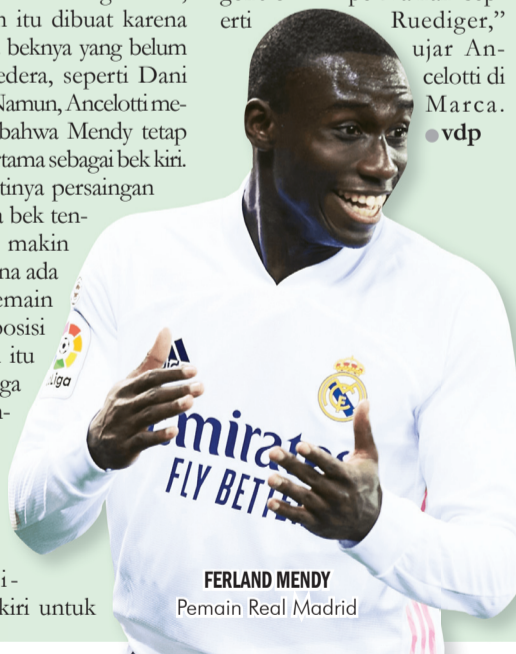 n itu dibuat karena
beknya yang belum
edera, seperti Dani
Namun, Ancelotti me-
bahwa Mendy tetap
rtama sebagai bek kiri.
tinya persaingan
bek ten-
makin
na ada
emain
posisi
itu
ga
n-
i-
kiri untuk
erti Ruediger,”
ujar An-
celotti di
Marca.
●vdp
LaLiga
Emirates
FLY BETTER
FERLAND MENDY
Pemain Real Madrid